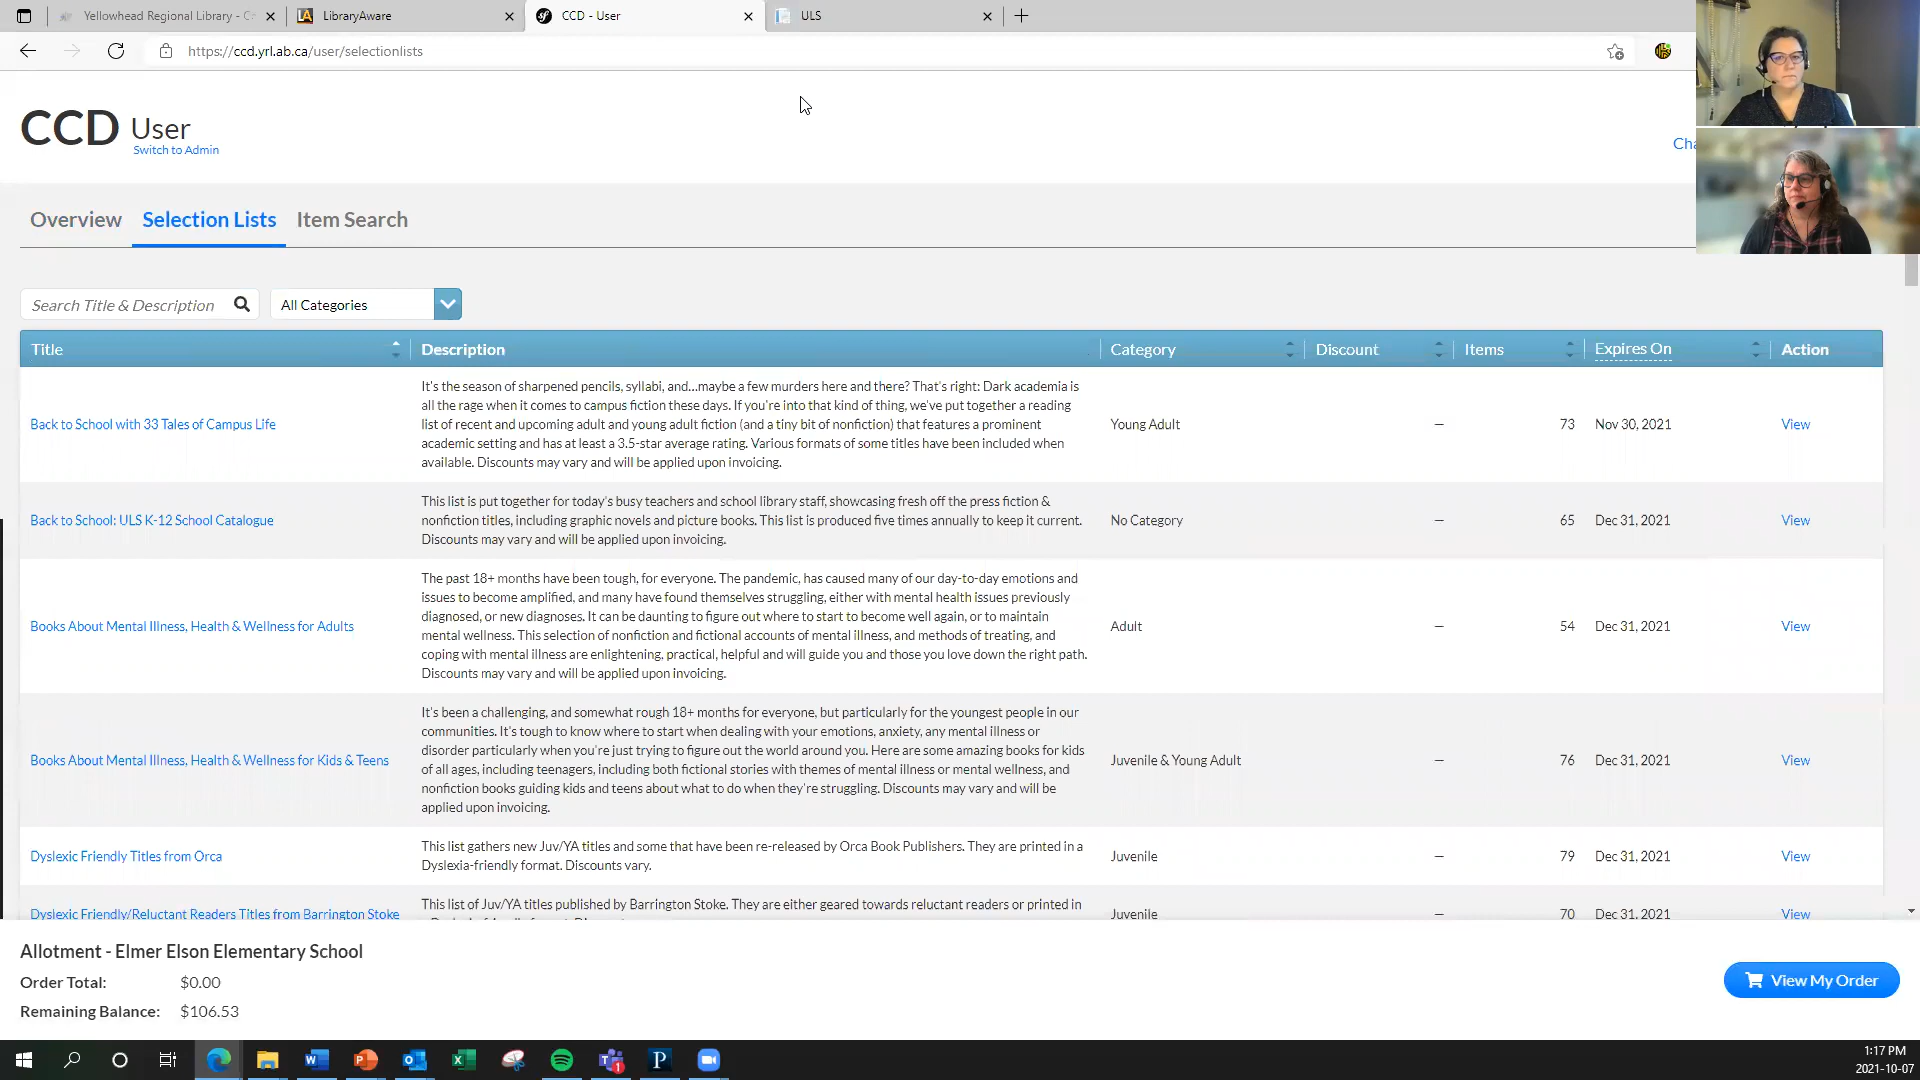 Yellowhead Regional Library - C
LibraryAware
CCD - User
ULS
https://ccd.yrl.ab.ca/user/selectionlists
CCD User
Switch to Admin
Cha
Overview
Selection Lists
Item Search
Search Title & Description
All Categories
Title
Description
Category
Discount
Items
Expires On
Action
Back to School with 33 Tales of Campus Life
It's the season of sharpened pencils, syllabi, and...maybe a few murders here and there? That's right: Dark academia is
all the rage when it comes to campus fiction these days. If you're into that kind of thing, we've put together a reading
list of recent and upcoming adult and young adult fiction (and a tiny bit of nonfiction) that features a prominent
academic setting and has at least a 3.5-star average rating. Various formats of some titles have been included when
available. Discounts may vary and will be applied upon invoicing.
Young Adult
—
73
Nov 30, 2021
View
Back to School: ULS K-12 School Catalogue
This list is put together for today's busy teachers and school library staff, showcasing fresh off the press fiction &
nonfiction titles, including graphic novels and picture books. This list is produced five times annually to keep it current.
Discounts may vary and will be applied upon invoicing.
No Category
—
65
Dec 31, 2021
View
Books About Mental Illness, Health & Wellness for Adults
The past 18+ months have been tough, for everyone. The pandemic, has caused many of our day-to-day emotions and
issues to become amplified, and many have found themselves struggling, either with mental health issues previously
diagnosed, or new diagnoses. It can be daunting to figure out where to start to become well again, or to maintain
mental wellness. This selection of nonfiction and fictional accounts of mental illness, and methods of treating, and
coping with mental illness are enlightening, practical, helpful and will guide you and those you love down the right path.
Discounts may vary and will be applied upon invoicing.
Adult
—
54
Dec 31, 2021
View
Books About Mental Illness, Health & Wellness for Kids & Teens
It's been a challenging, and somewhat rough 18+ months for everyone, but particularly for the youngest people in our
communities. It's tough to know where to start when dealing with your emotions, anxiety, any mental illness or
disorder particularly when you're just trying to figure out the world around you. Here are some amazing books for kids
of all ages, including teenagers, including both fictional stories with themes of mental illness or mental wellness, and
nonfiction books guiding kids and teens about what to do when they're struggling. Discounts may vary and will be
applied upon invoicing.
Juvenile & Young Adult
—
76
Dec 31, 2021
View
Dyslexic Friendly Titles from Orca
This list gathers new Juv/YA titles and some that have been re-released by Orca Book Publishers. They are printed in a
Dyslexia-friendly format. Discounts vary.
Juvenile
—
79
Dec 31, 2021
View
Dyslexic Friendly/Reluctant Readers Titles from Barrington Stoke
This list of Juv/YA titles published by Barrington Stoke. They are either geared towards reluctant readers or printed in
Juvenile
—
70
Dec 31, 2021
View
Allotment - Elmer Elson Elementary School
Order Total: $0.00
Remaining Balance: $106.53
View My Order
1:17 PM
2021-10-07